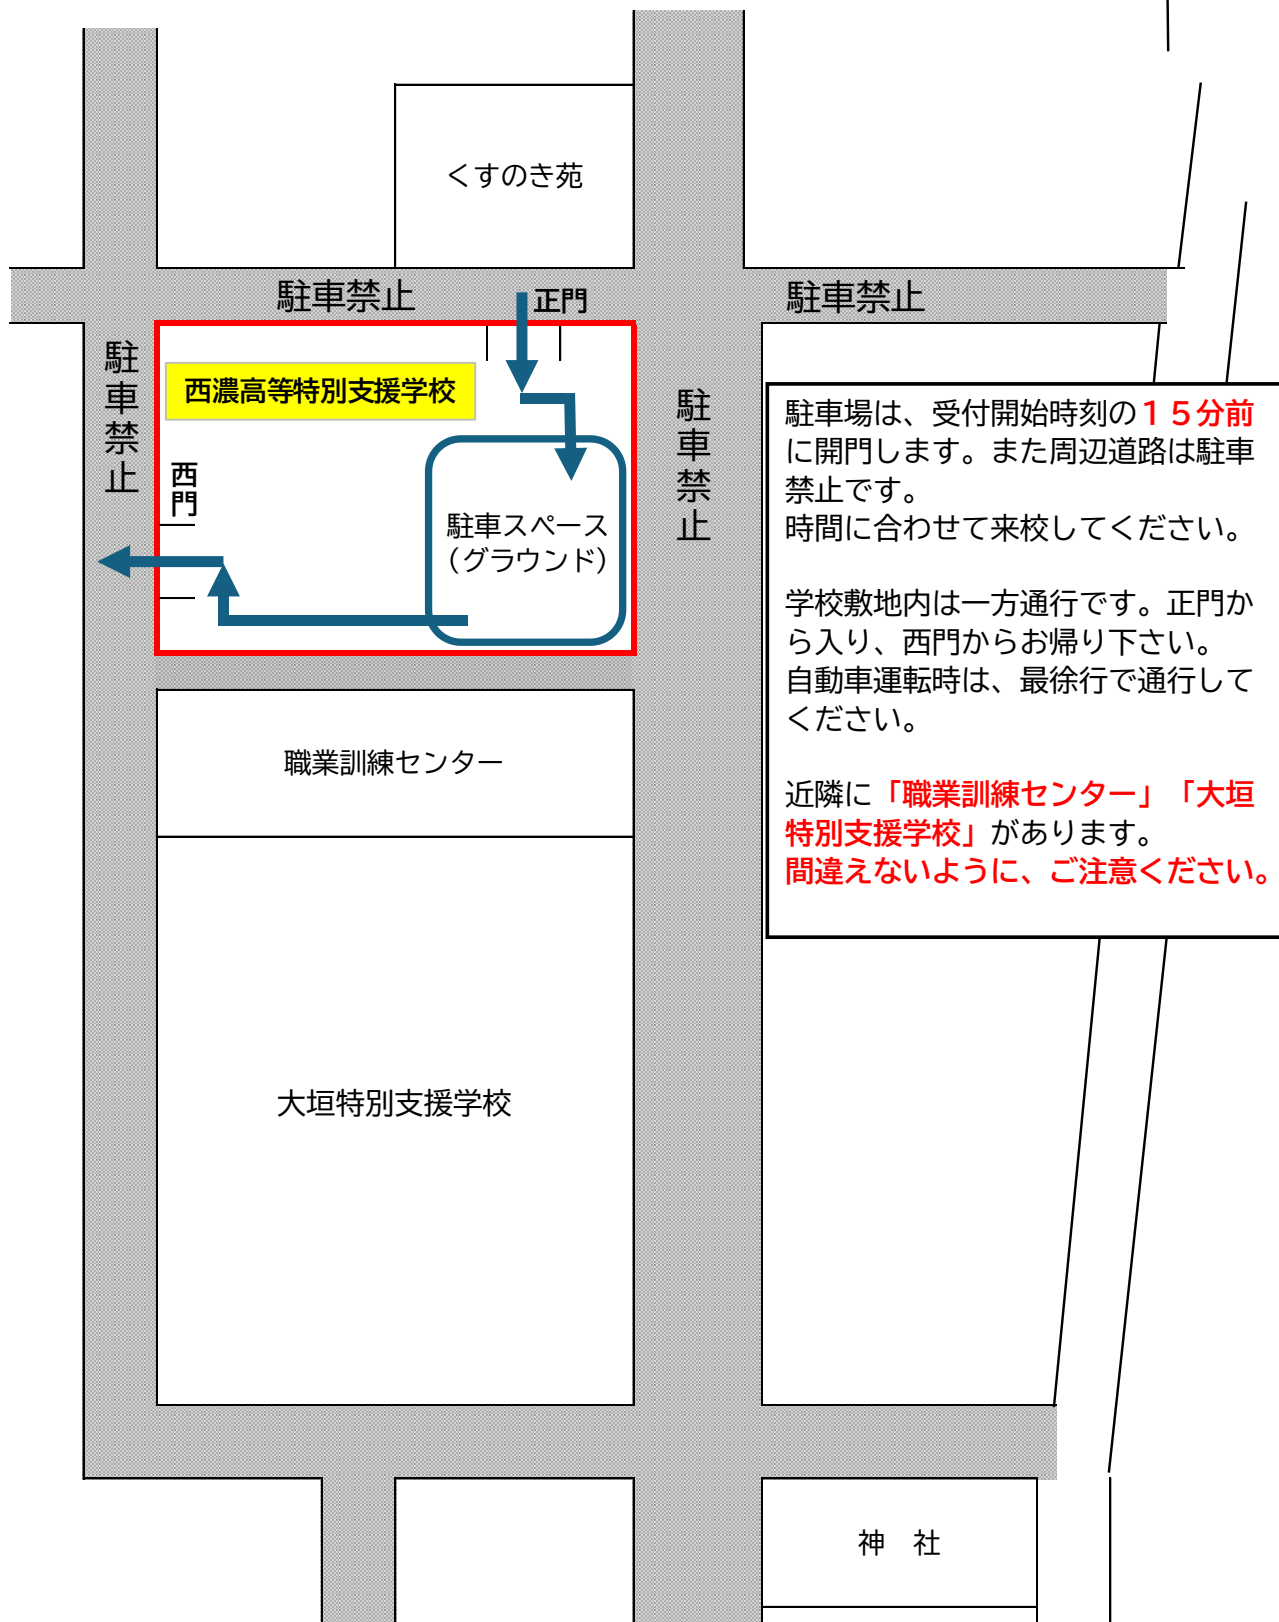 くすのき苑
駐車禁止
正門
駐車禁止
駐車禁止
西濃高等特別支援学校
西門
駐車スペース
（グラウンド）
駐車禁止
駐車場は、受付開始時刻の１５分前
に開門します。また周辺道路は駐車
禁止です。
時間に合わせて来校してください。
学校敷地内は一方通行です。正門か
ら入り、西門からお帰り下さい。
自動車運転時は、最徐行で通行して
ください。
近隣に「職業訓練センター」「大垣
特別支援学校」があります。
間違えないように、ご注意ください。
職業訓練センター
大垣特別支援学校
神　社